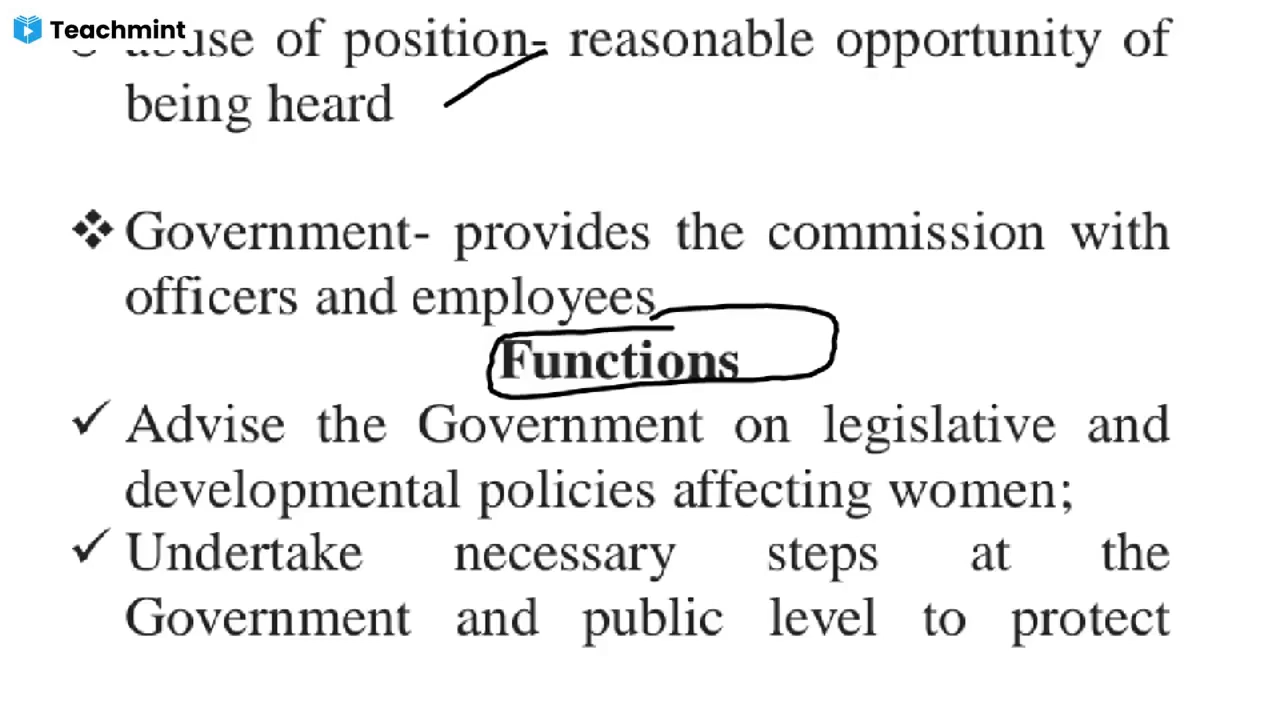 Teachmint
abuse of position- reasonable opportunity of
being heard
Government- provides the commission with
officers and employees
Functions
Advise the Government on legislative and
developmental policies affecting women;
Undertake necessary steps at the
Government and public level to protect